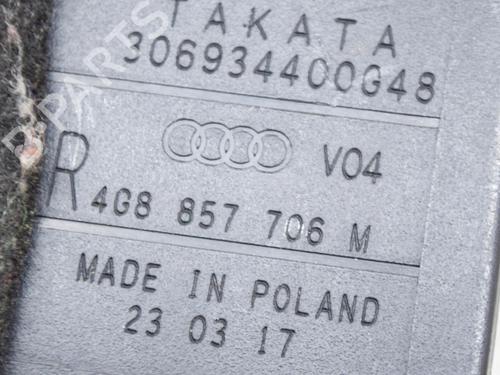 TAKATA
306934400G48
V04
R 4G8 857 706 M
MADE IN POLAND
23 03 17